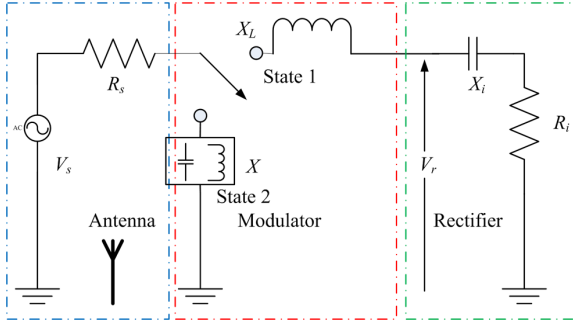 X_L
R_s
State 1
X_i
R_i
AC
V_s
X
V_r
State 2
Antenna
Modulator
Rectifier